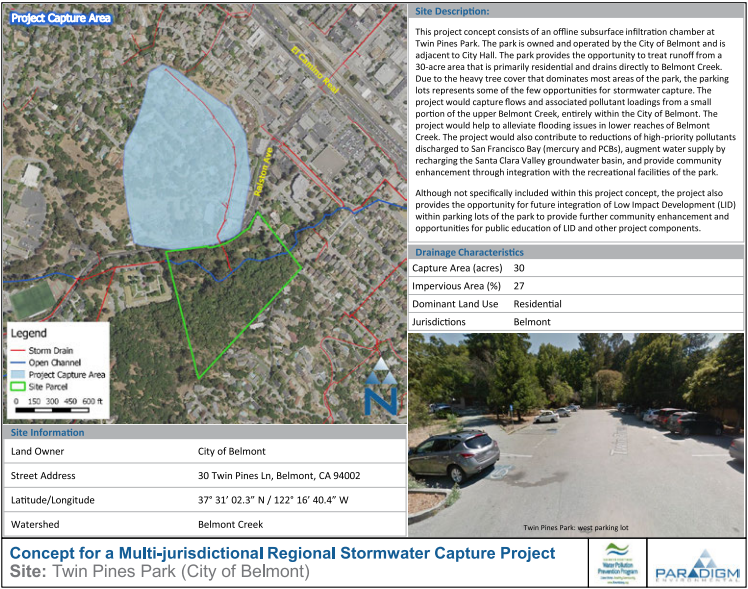 Project Capture Area
El Camino Real
Ralston Ave
Legend
Storm Drain
Open Channel
Project Capture Area
Site Parcel
0 150 300 450 600 ft
N
Site Description:
This project concept consists of an offline subsurface infiltration chamber at
Twin Pines Park. The park is owned and operated by the City of Belmont and is
adjacent to City Hall. The park provides the opportunity to treat runoff from a
30-acre area that is primarily residential and drains directly to Belmont Creek.
Due to the heavy tree cover that dominates most areas of the park, the parking
lots represents some of the few opportunities for stormwater capture. The
project would capture flows and associated pollutant loadings from a small
portion of the upper Belmont Creek, entirely within the City of Belmont. The
project would help to alleviate flooding issues in lower reaches of Belmont
Creek. The project would also contribute to reductions of high-priority pollutants
discharged to San Francisco Bay (mercury and PCBs), augment water supply by
recharging the Santa Clara Valley groundwater basin, and provide community
enhancement through integration with the recreational facilities of the park.
Although not specifically included within this project concept, the project also
provides the opportunity for future integration of Low Impact Development (LID)
within parking lots of the park to provide further community enhancement and
opportunities for public education of LID and other project components.
Drainage Characteristics
Capture Area (acres) 30
Impervious Area (%) 27
Dominant Land Use Residential
Jurisdictions Belmont
Twin Pines Park: west parking lot
Site Information
Land Owner City of Belmont
Street Address 30 Twin Pines Ln, Belmont, CA 94002
Latitude/Longitude 37° 31’ 02.3” N / 122° 16’ 40.4” W
Watershed Belmont Creek
Concept for a Multi-jurisdictional Regional Stormwater Capture Project
Site: Twin Pines Park (City of Belmont)
Water Pollution
Prevention Program
PARADIGM
ENVIRONMENTAL